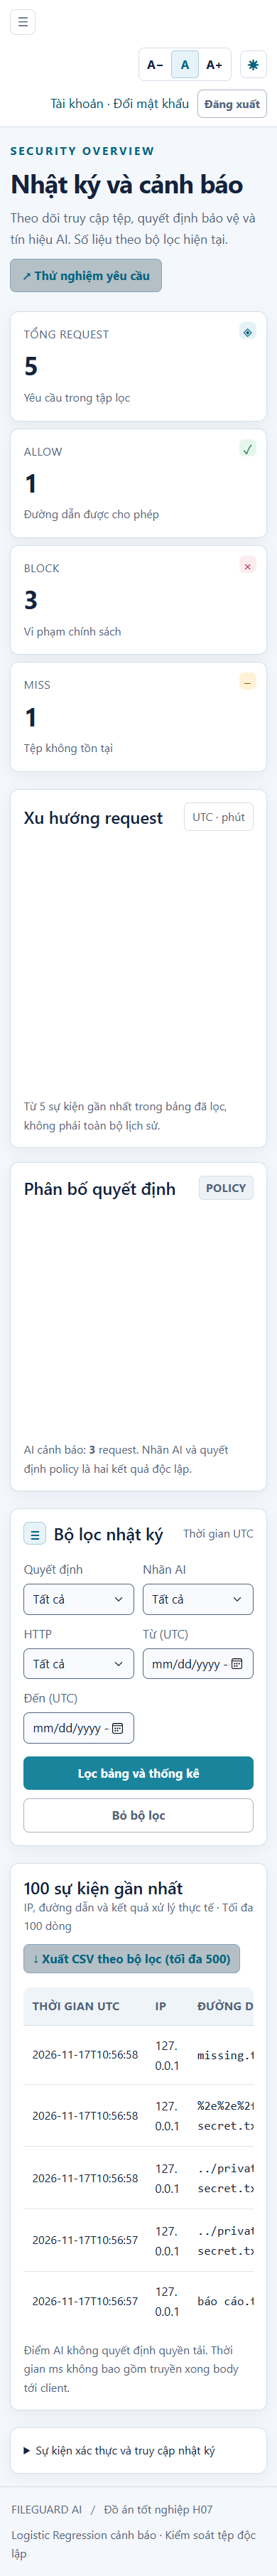 ☰
A− A A+ ✷
Tài khoản · Đổi mật khẩu Đăng xuất
SECURITY OVERVIEW
Nhật ký và cảnh báo
Theo dõi truy cập tệp, quyết định bảo vệ và
tín hiệu AI. Số liệu theo bộ lọc hiện tại.
↗ Thử nghiệm yêu cầu
TỔNG REQUEST
◈
5
Yêu cầu trong tập lọc
ALLOW
✓
1
Đường dẫn được cho phép
BLOCK
×
3
Vi phạm chính sách
MISS
–
1
Tệp không tồn tại
Xu hướng request UTC · phút
Từ 5 sự kiện gần nhất trong bảng đã lọc,
không phải toàn bộ lịch sử.
Phân bố quyết định POLICY
AI cảnh báo: 3 request. Nhãn AI và quyết
định policy là hai kết quả độc lập.
☰ Bộ lọc nhật ký Thời gian UTC
Quyết định Nhãn AI
Tất cả Tất cả
HTTP Từ (UTC)
Tất cả mm/dd/yyyy -
Đến (UTC)
mm/dd/yyyy -
Lọc bảng và thống kê
Bỏ bộ lọc
100 sự kiện gần nhất
IP, đường dẫn và kết quả xử lý thực tế · Tối đa
100 dòng
↓ Xuất CSV theo bộ lọc (tối đa 500)
THỜI GIAN UTC IP ĐƯỜNG D
2026-11-17T10:56:58 127.0.0.1 missing.t
2026-11-17T10:56:58 127.0.0.1 %2e%2e%2f
secret.tx
2026-11-17T10:56:58 127.0.0.1 ../privat
secret.tx
2026-11-17T10:56:57 127.0.0.1 ../privat
secret.tx
2026-11-17T10:56:57 127.0.0.1 báo cáo.t
Điểm AI không quyết định quyền tải. Thời
gian ms không bao gồm truyền xong body
tới client.
▶ Sự kiện xác thực và truy cập nhật ký
FILEGUARD AI / Đồ án tốt nghiệp H07
Logistic Regression cảnh báo · Kiểm soát tệp độc
lập